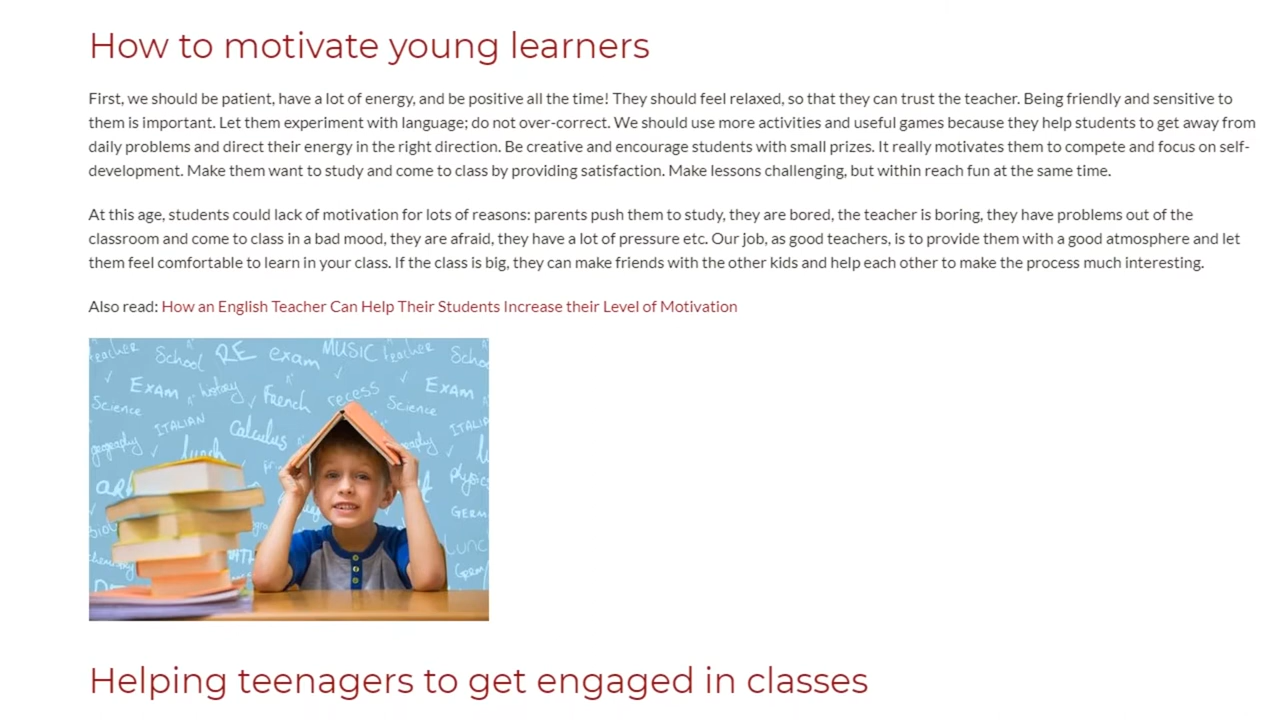 How to motivate young learners
First, we should be patient, have a lot of energy, and be positive all the time! They should feel relaxed, so that they can trust the teacher. Being friendly and sensitive to
them is important. Let them experiment with language; do not over-correct. We should use more activities and useful games because they help students to get away from
daily problems and direct their energy in the right direction. Be creative and encourage students with small prizes. It really motivates them to compete and focus on self-
development. Make them want to study and come to class by providing satisfaction. Make lessons challenging, but within reach fun at the same time.
At this age, students could lack of motivation for lots of reasons: parents push them to study, they are bored, the teacher is boring, they have problems out of the
classroom and come to class in a bad mood, they are afraid, they have a lot of pressure etc. Our job, as good teachers, is to provide them with a good atmosphere and let
them feel comfortable to learn in your class. If the class is big, they can make friends with the other kids and help each other to make the process much interesting.
Also read: How an English Teacher Can Help Their Students Increase their Level of Motivation
School RE exam MUSIC teacher
EXAM history French recess EXAM
Science Science
ITALIAN calculus
geography lunch
physics
Helping teenagers to get engaged in classes